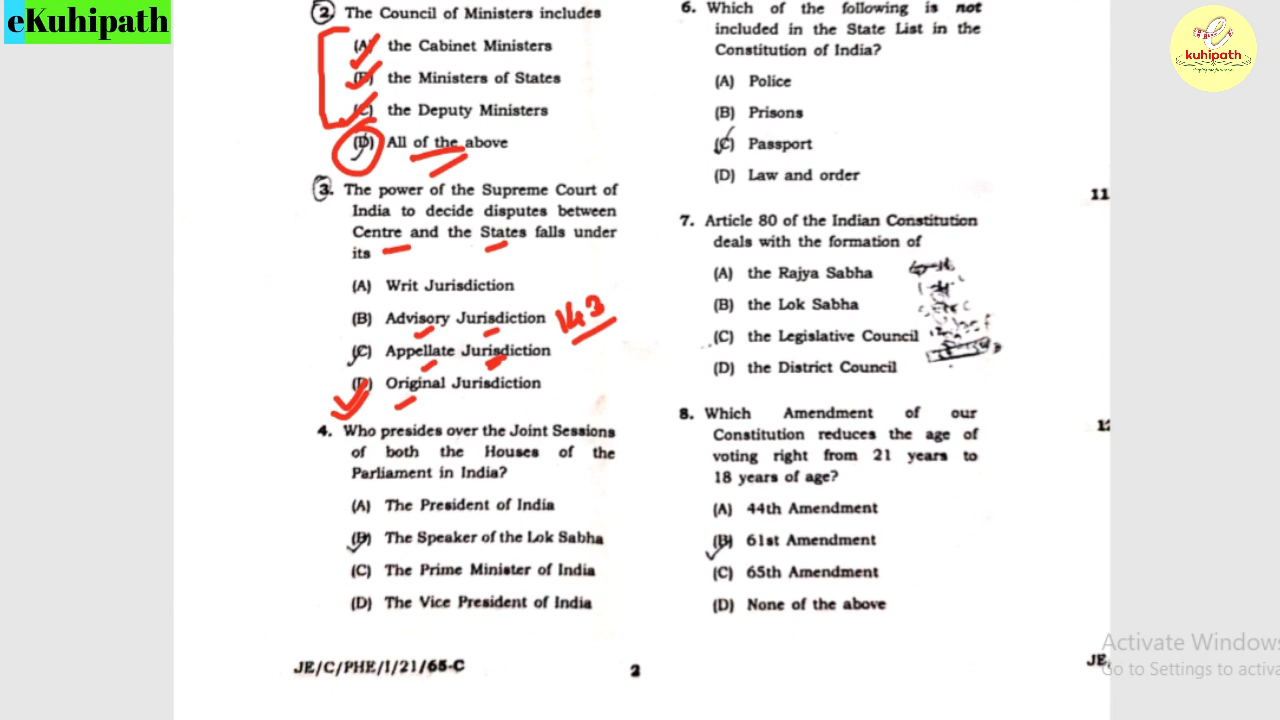 eKuhipath
kuhipath
2. The Council of Ministers includes
(A) the Cabinet Ministers
(B) the Ministers of States
(C) the Deputy Ministers
(D) All of the above
3. The power of the Supreme Court of
India to decide disputes between
Centre and the States falls under
its
(A) Writ Jurisdiction
(B) Advisory Jurisdiction 143
(C) Appellate Jurisdiction
(D) Original Jurisdiction
4. Who presides over the Joint Sessions
of both the Houses of the
Parliament in India?
(A) The President of India
(B) The Speaker of the Lok Sabha
(C) The Prime Minister of India
(D) The Vice President of India
JE/C/PHE/1/21/65-C
2
6. Which of the following is not
included in the State List in the
Constitution of India?
(A) Police
(B) Prisons
(C) Passport
(D) Law and order
7. Article 80 of the Indian Constitution
deals with the formation of
(A) the Rajya Sabha
(B) the Lok Sabha
(C) the Legislative Council
(D) the District Council
8. Which Amendment of our
Constitution reduces the age of
voting right from 21 years to
18 years of age?
(A) 44th Amendment
(B) 61st Amendment
(C) 65th Amendment
(D) None of the above
11
12
JE
Activate Windows
Go to Settings to activa